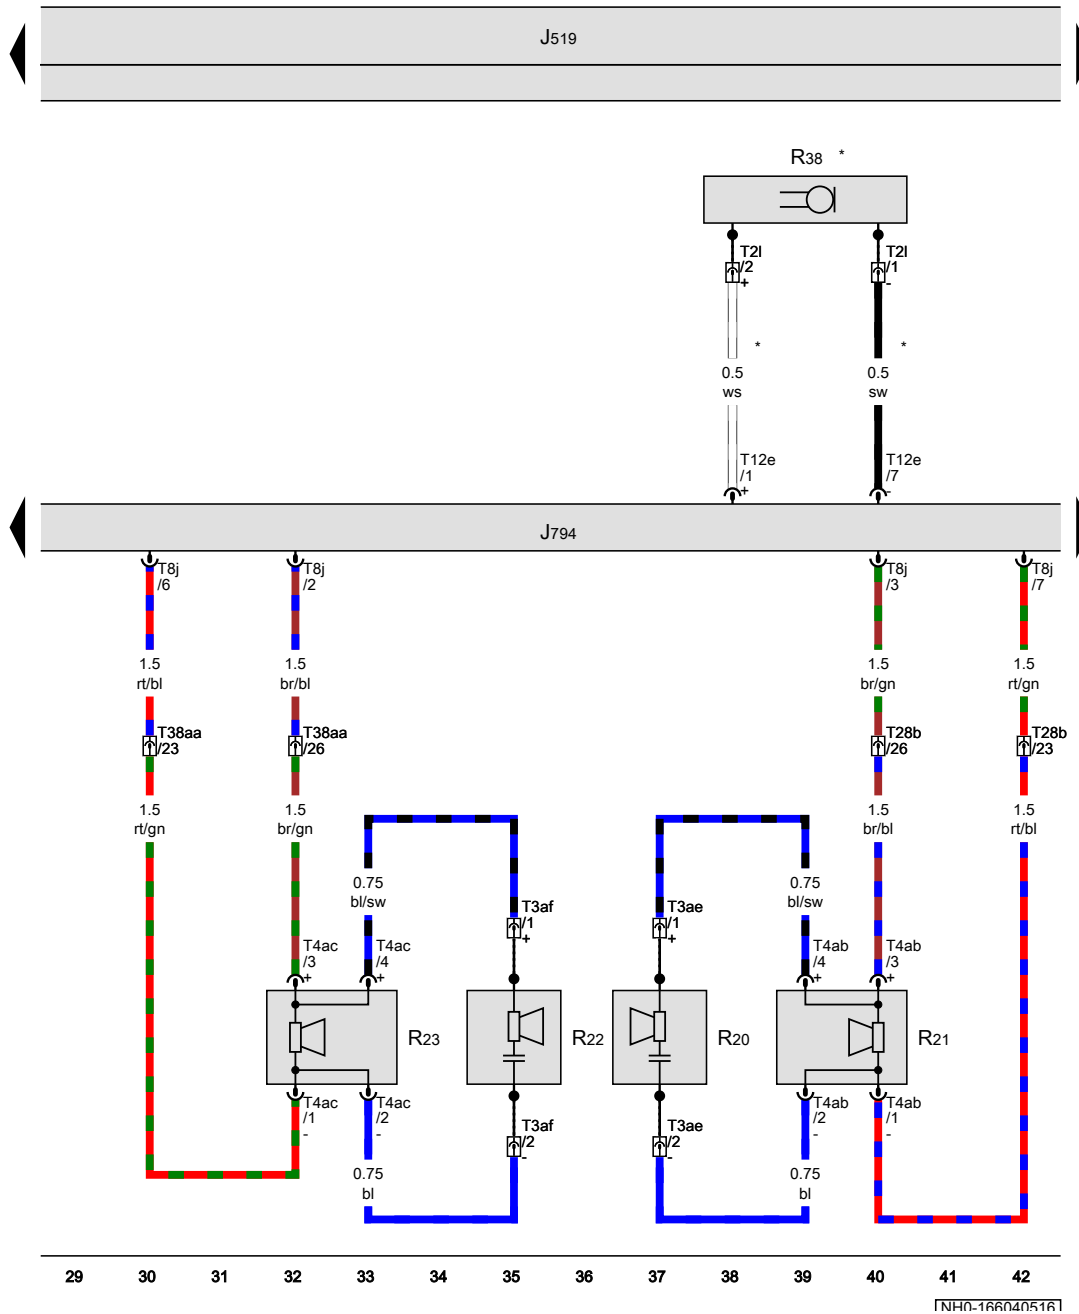 J519
R38 *
T2l
/2
+
T2l
/1
-
*
*
0.5
ws
0.5
sw
T12e
/1
+
T12e
/7
-
J794
T8j
/6
T8j
/2
T8j
/3
T8j
/7
1.5
rt/bl
1.5
br/bl
1.5
br/gn
1.5
rt/gn
T38aa
/23
T38aa
/26
T28b
/26
T28b
/23
1.5
rt/gn
1.5
br/gn
1.5
br/bl
1.5
rt/bl
0.75
bl/sw
0.75
bl/sw
T3af
/1
+
T3ae
/1
+
T4ac
/3
+
T4ac
/4
+
T4ab
/4
+
T4ab
/3
+
R23
R22
R20
R21
T4ac
/1
-
T4ac
/2
-
T3af
/2
-
T3ae
/2
-
T4ab
/2
-
T4ab
/1
-
0.75
bl
0.75
bl
29 30 31 32 33 34 35 36 37 38 39 40 41 42
NH0-166040516